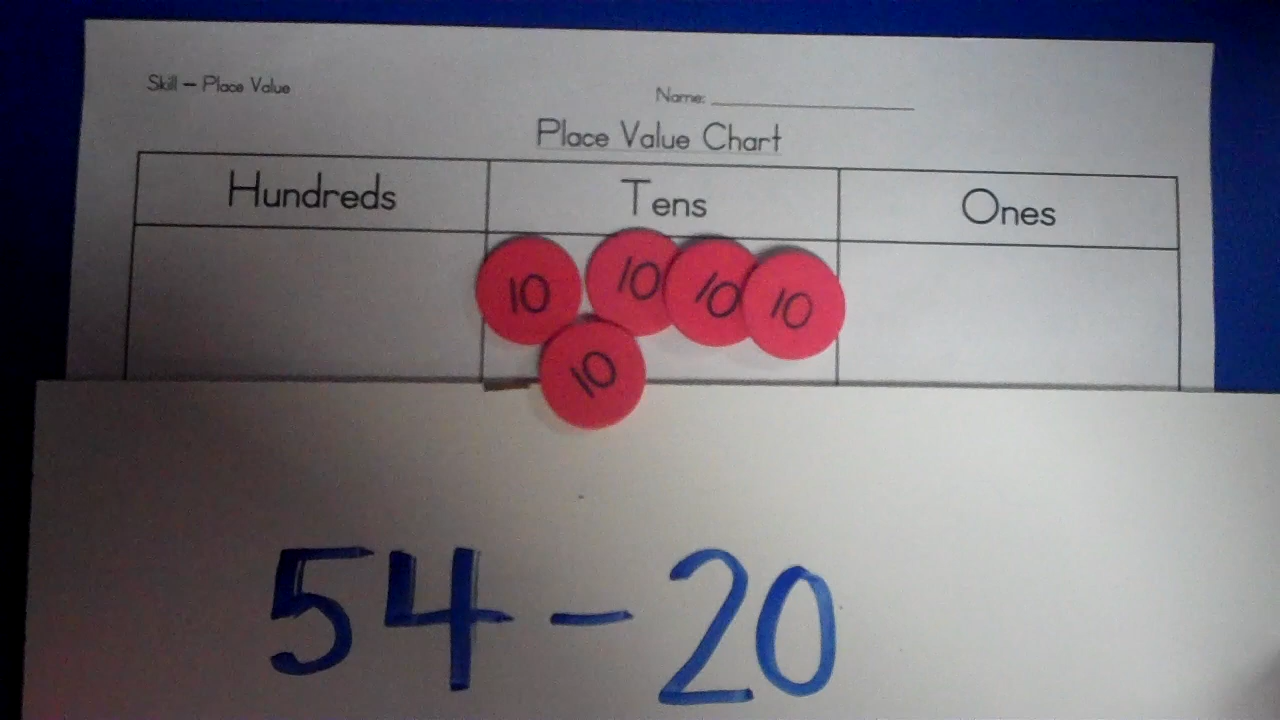 Skill – Place Value
Name:
Place Value Chart
Hundreds Tens Ones
10 10 10 10
10
54 – 20